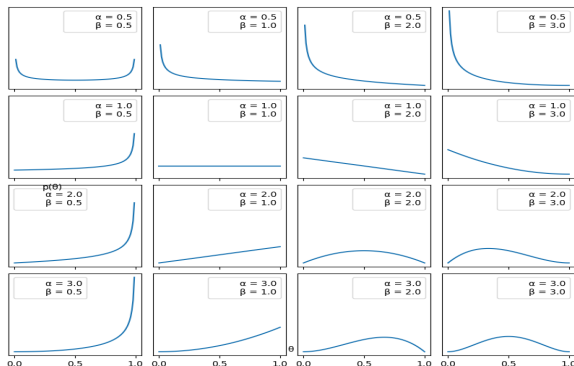 α = 0.5 α = 0.5 α = 0.5 α = 0.5
β = 0.5 β = 1.0 β = 2.0 β = 3.0
α = 1.0 α = 1.0 α = 1.0 α = 1.0
β = 0.5 β = 1.0 β = 2.0 β = 3.0
p(θ)
α = 2.0 α = 2.0 α = 2.0 α = 2.0
β = 0.5 β = 1.0 β = 2.0 β = 3.0
α = 3.0 α = 3.0 α = 3.0 α = 3.0
β = 0.5 β = 1.0 β = 2.0 β = 3.0
θ
0.0 0.5 1.0 0.0 0.5 1.0 0.0 0.5 1.0 0.0 0.5 1.0